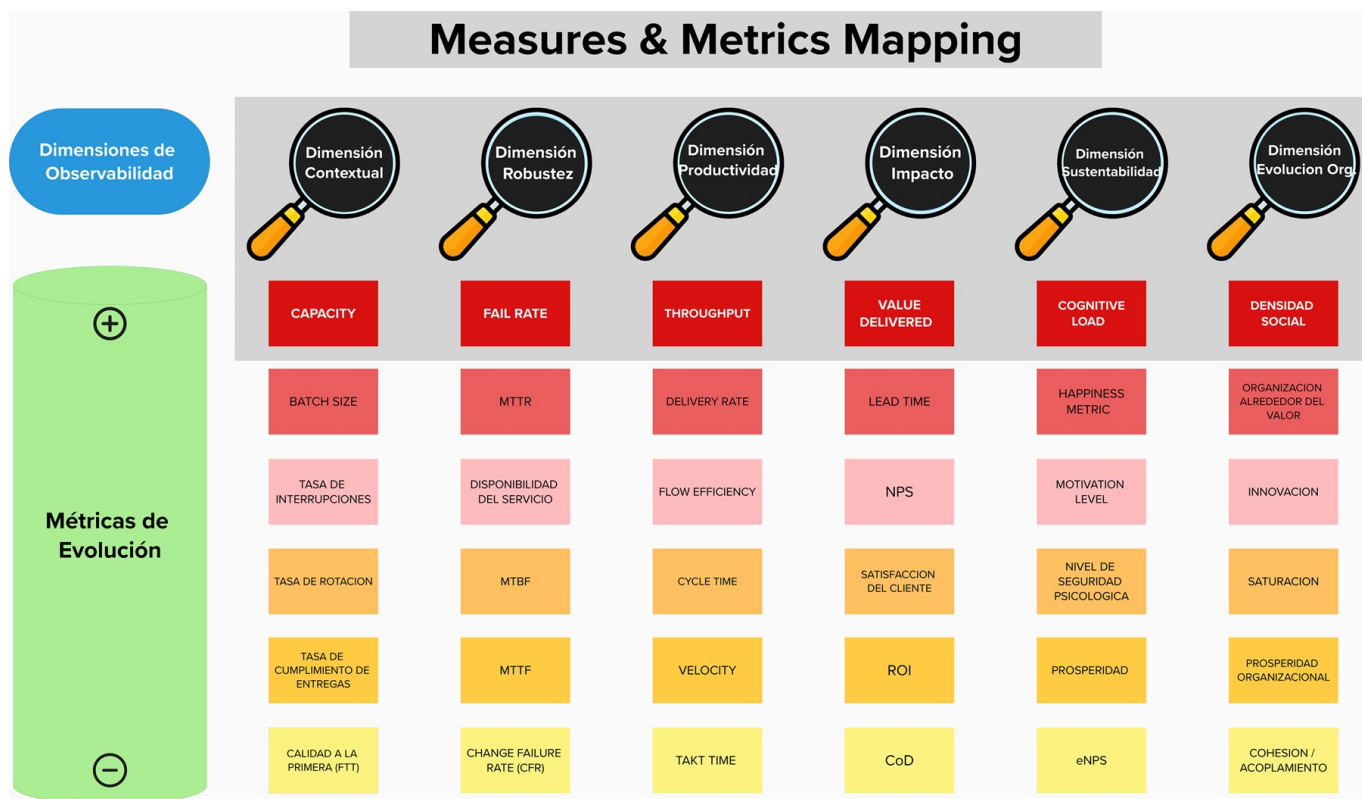 Measures & Metrics Mapping
Dimensiones de
Observabilidad
Dimensión
Contextual
Dimensión
Robustez
Dimensión
Productividad
Dimensión
Impacto
Dimensión
Sustentabilidad
Dimensión
Evolucion Org.
CAPACITY
FAIL RATE
THROUGHPUT
VALUE
DELIVERED
COGNITIVE
LOAD
DENSIDAD
SOCIAL
BATCH SIZE
MTTR
DELIVERY RATE
LEAD TIME
HAPPINESS
METRIC
ORGANIZACION
ALREDEDOR DEL
VALOR
Métricas de
Evolución
TASA DE
INTERRUPCIONES
DISPONIBILIDAD
DEL SERVICIO
FLOW EFFICIENCY
NPS
MOTIVATION
LEVEL
INNOVACION
TASA DE ROTACION
MTBF
CYCLE TIME
SATISFACCION
DEL CLIENTE
NIVEL DE
SEGURIDAD
PSICOLOGICA
SATURACION
TASA DE
CUMPLIMIENTO DE
ENTREGAS
MTTF
VELOCITY
ROI
PROSPERIDAD
PROSPERIDAD
ORGANIZACIONAL
CALIDAD A LA
PRIMERA (FTT)
CHANGE FAILURE
RATE (CFR)
TAKT TIME
CoD
eNPS
COHESION /
ACOPLAMIENTO